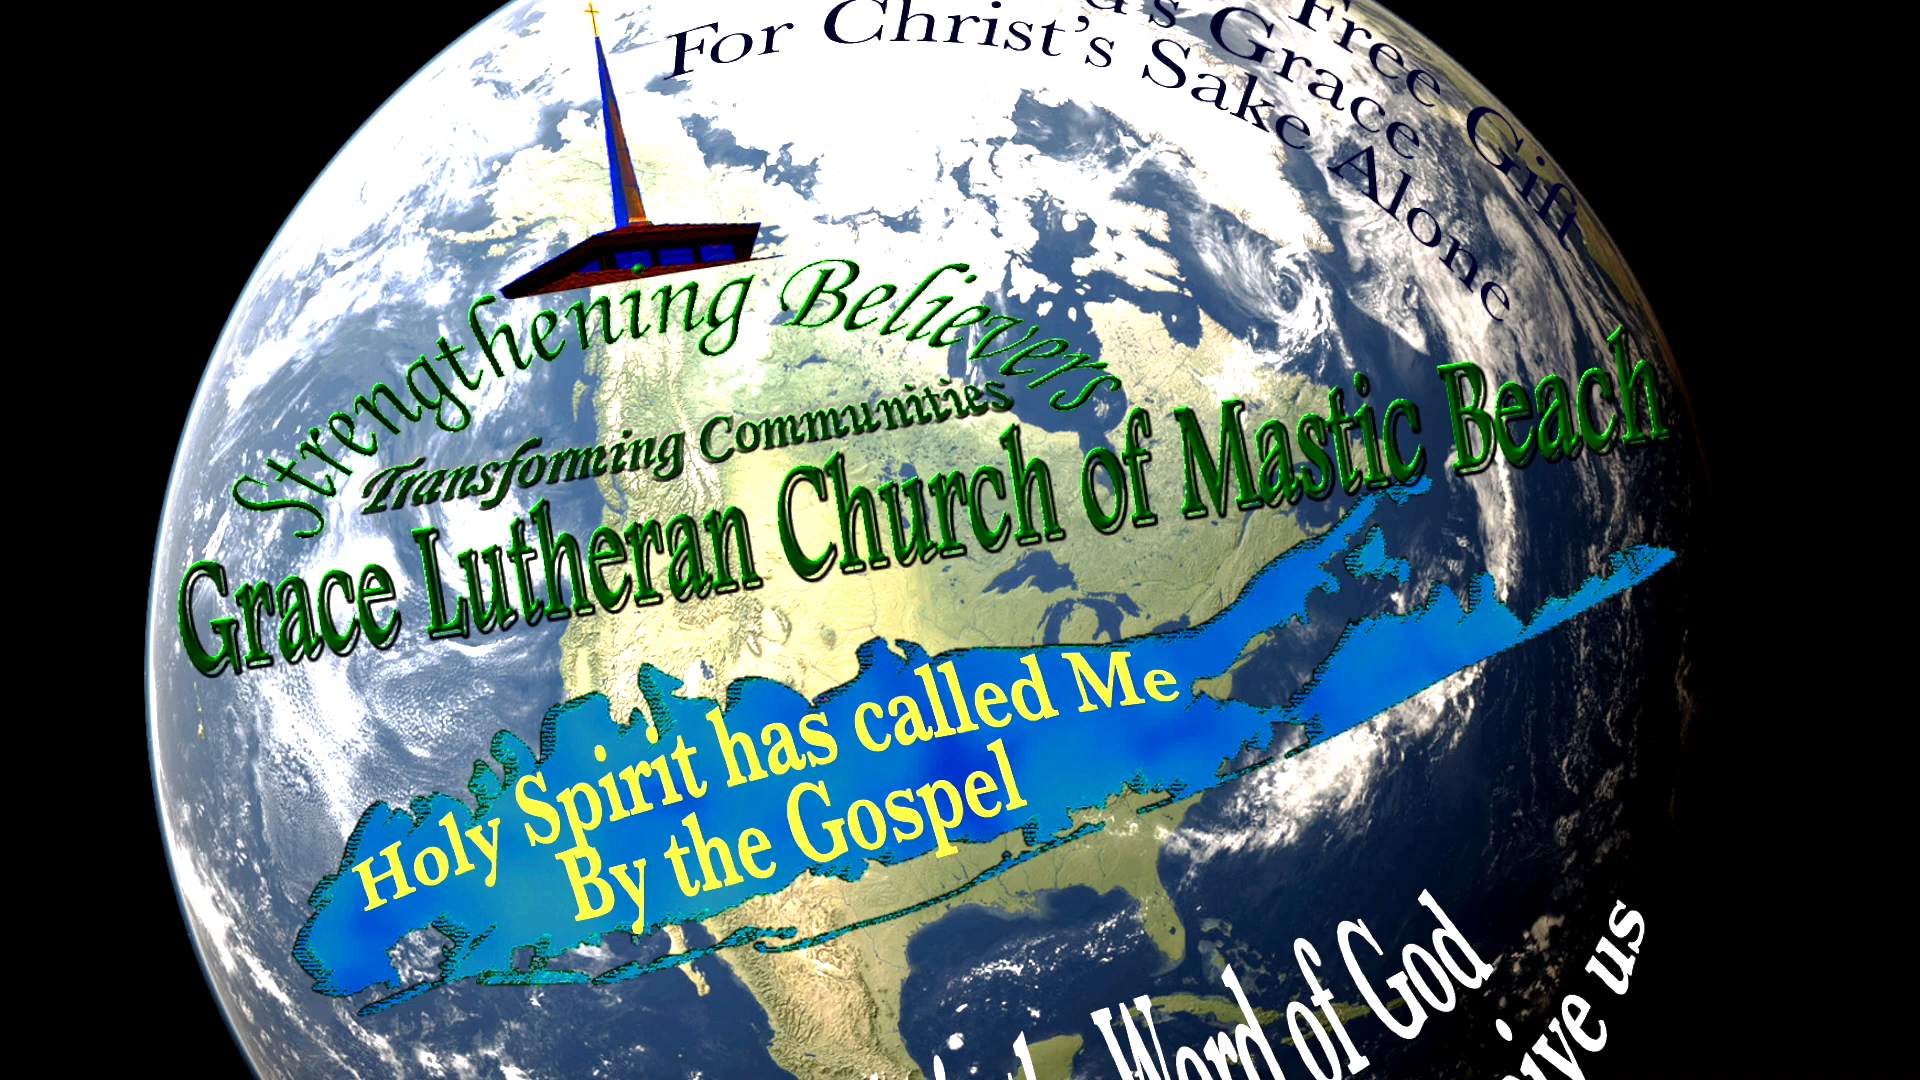 Free Gift
Grace
For Christ's Sake Alone
Strengthening Believers
Transforming Communities
Grace Lutheran Church of Mastic Beach
Holy Spirit has called Me
By the Gospel
Word of God
us